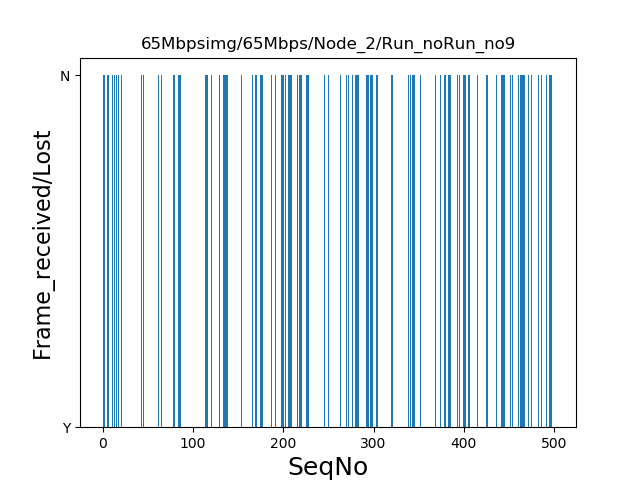 65Mbpsimg/65Mbps/Node_2/Run_noRun_no9
N
Frame_received/Lost
Y
0 100 200 300 400 500
SeqNo